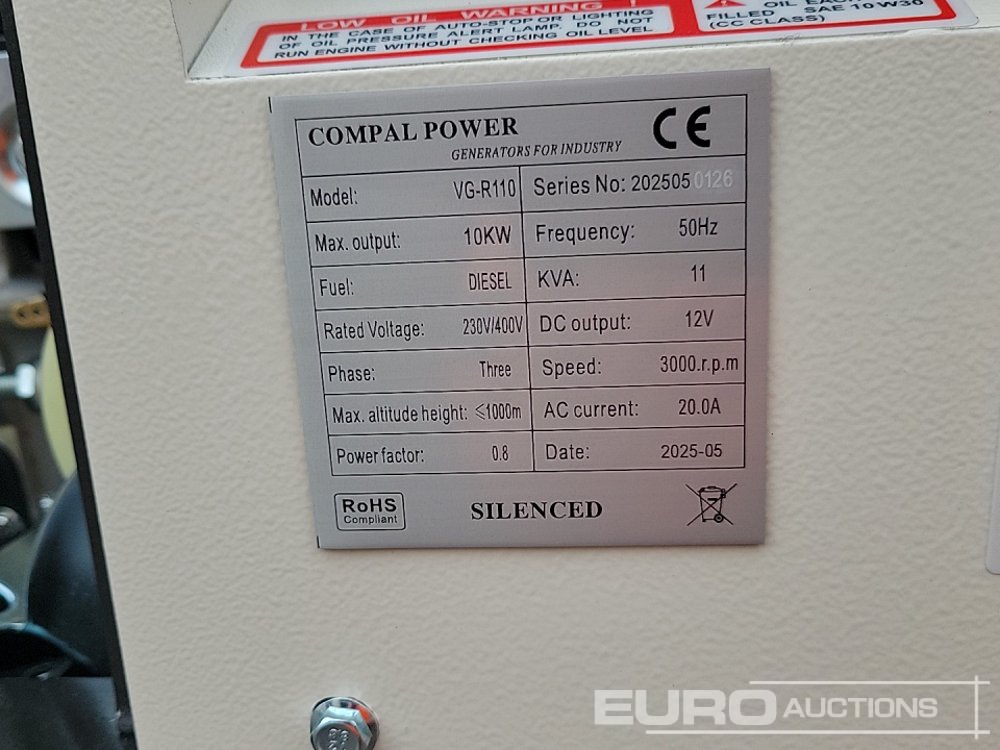 LOW OIL WARNING !
IN THE CASE OF AUTO-STOP OR LIGHTING
OF OIL PRESSURE ALERT LAMP. DO NOT
RUN ENGINE WITHOUT CHECKING OIL LEVEL
OIL
FILLED SAE 10W30
(CC CLASS)
COMPAL POWER
GENERATORS FOR INDUSTRY
CE
Model: VG-R110
Series No: 202505 0126
Max. output: 10KW
Frequency: 50Hz
Fuel: DIESEL
KVA: 11
Rated Voltage: 230V/400V
DC output: 12V
Phase: Three
Speed: 3000.r.p.m
Max. altitude height: ≤1000m
AC current: 20.0A
Power factor: 0.8
Date: 2025-05
RoHS
Compliant
SILENCED
EURO AUCTIONS